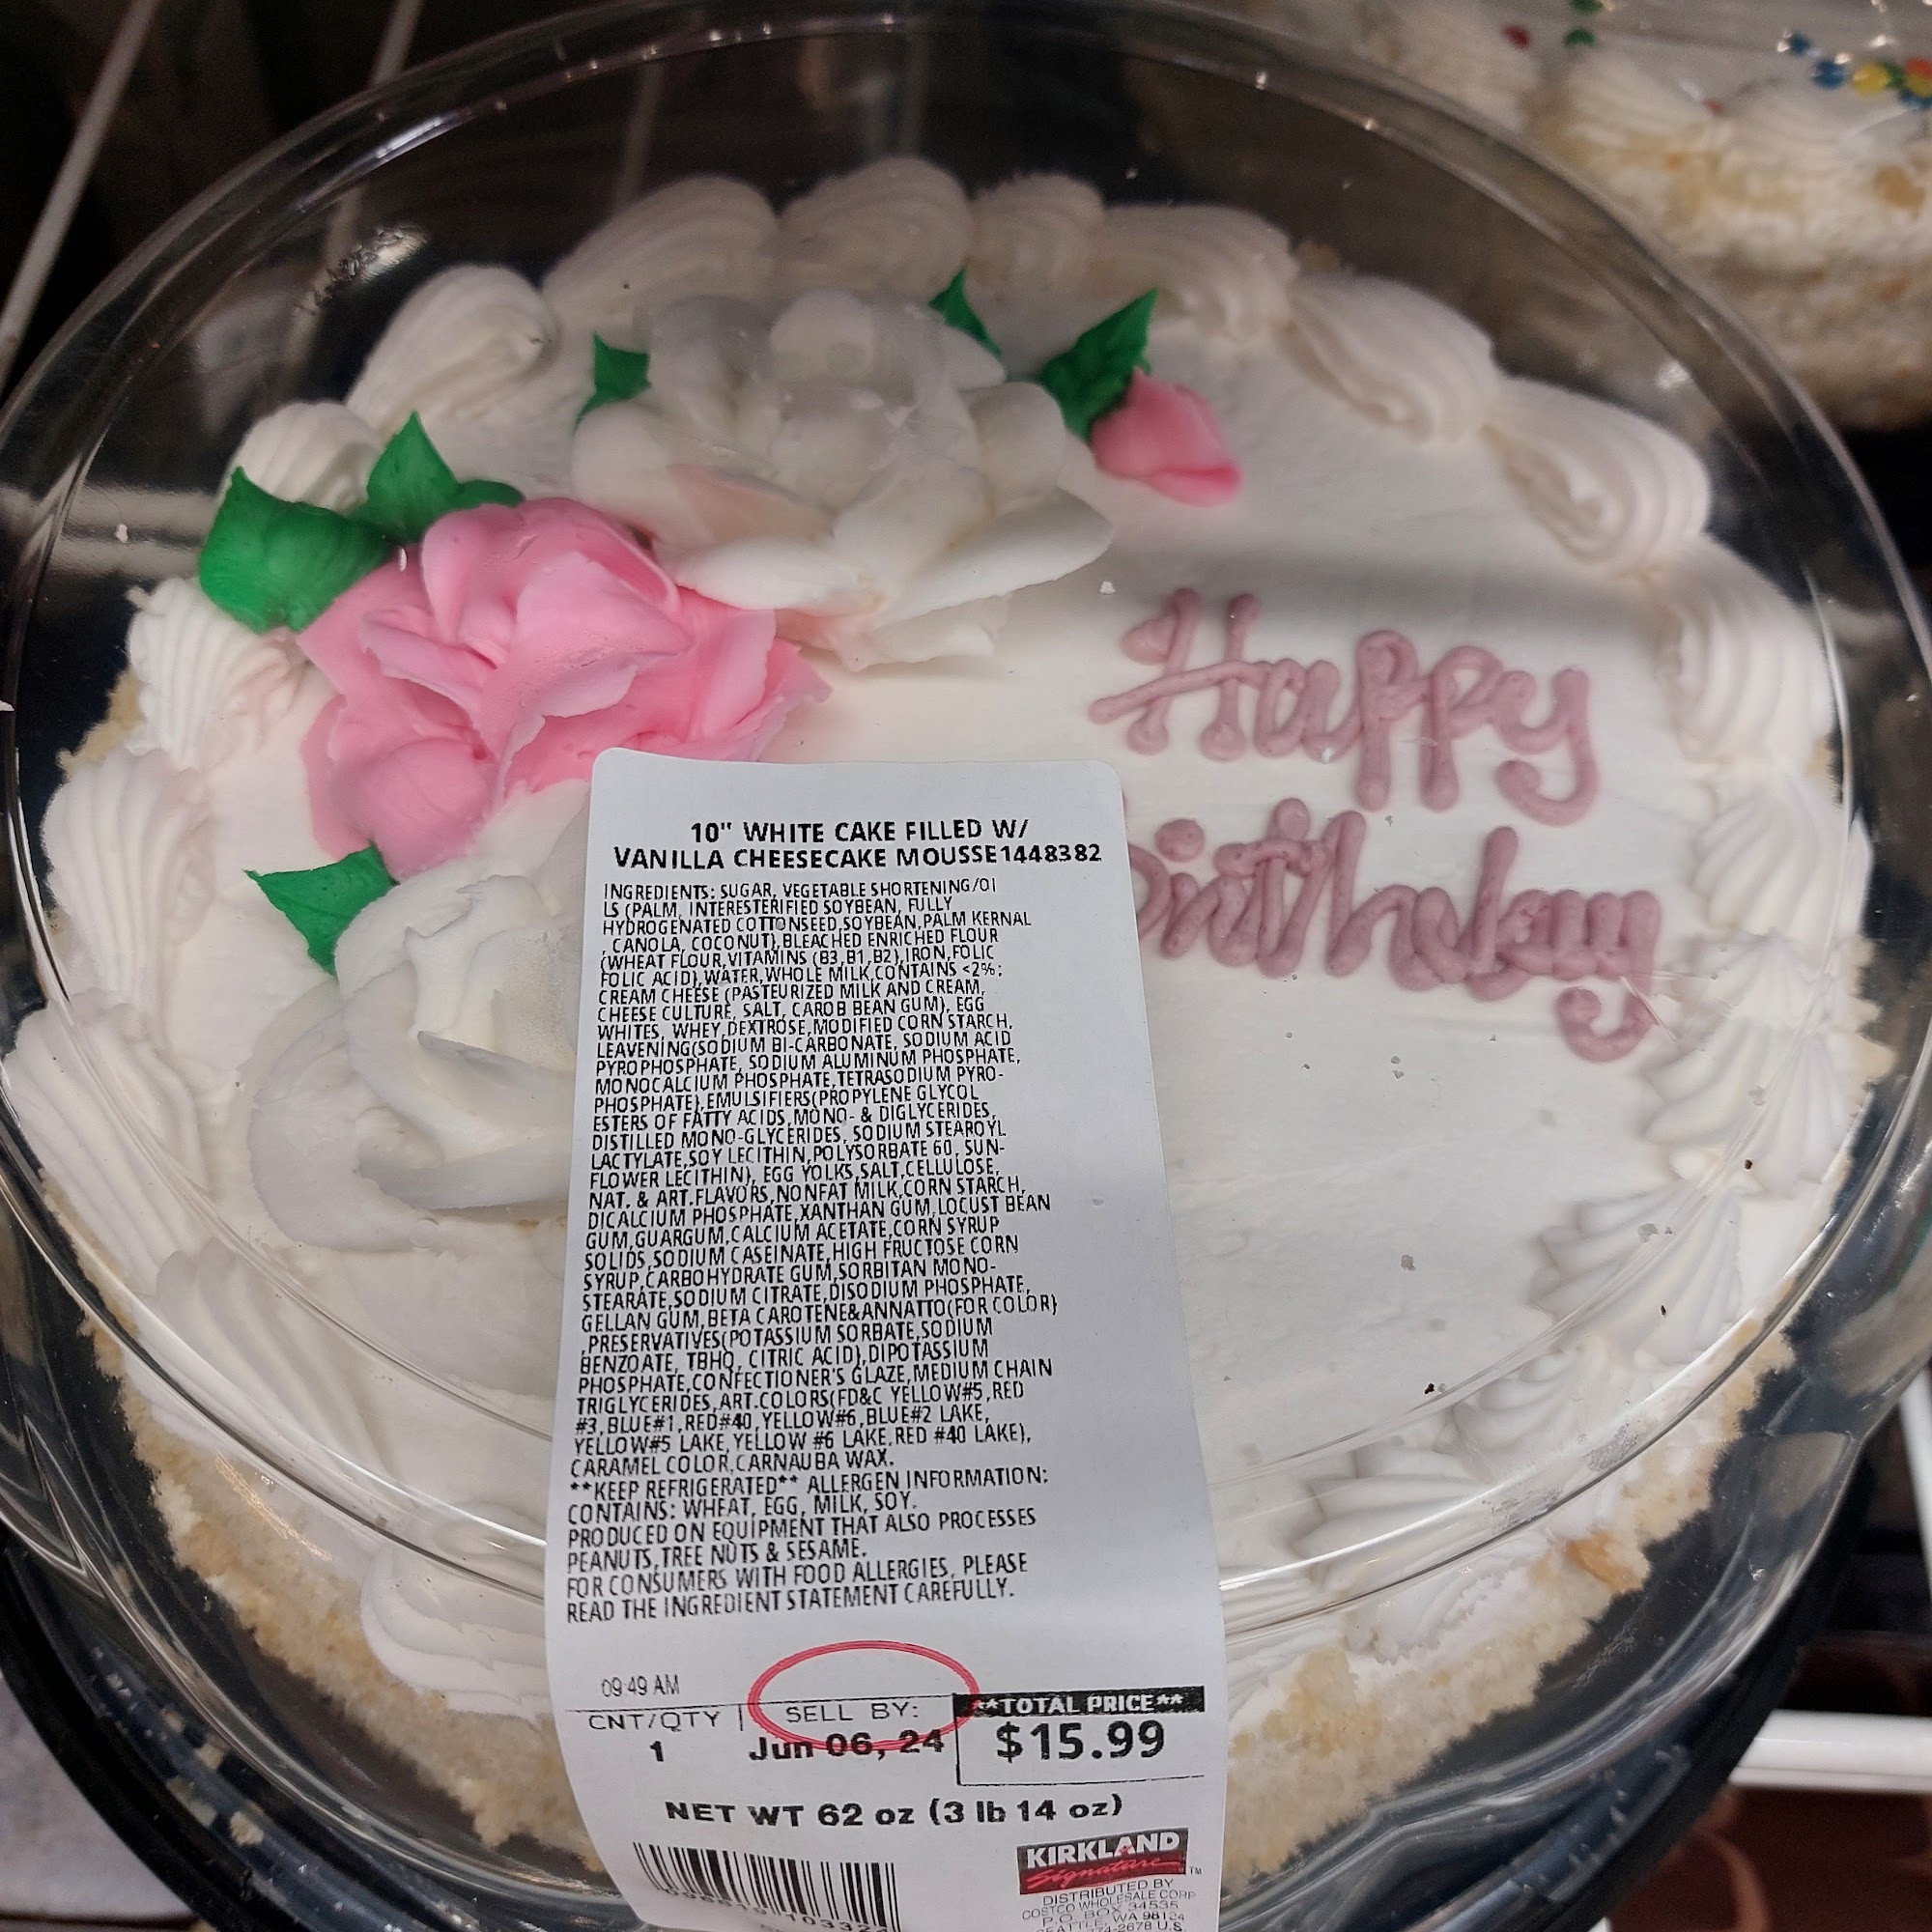 Happy
Birthday
10" WHITE CAKE FILLED W/
VANILLA CHEESECAKE MOUSSE1448382
INGREDIENTS: SUGAR, VEGETABLE SHORTENING/OI
LS (PALM, INTERESTERIFIED SOYBEAN, FULLY
HYDROGENATED COTTONSEED,SOYBEAN,PALM KERNAL
, CANOLA, COCONUT),BLEACHED ENRICHED FLOUR
(WHEAT FLOUR,VITAMINS (B3,B1,B2),IRON,FOLIC
FOLIC ACID),WATER,WHOLE MILK,CONTAINS <2%:
CREAM CHEESE (PASTEURIZED MILK AND CREAM,
CHEESE CULTURE, SALT, CAROB BEAN GUM), EGG
WHITES, WHEY,DEXTROSE,MODIFIED CORN STARCH,
LEAVENING(SODIUM BI-CARBONATE, SODIUM ACID
PYROPHOSPHATE, SODIUM ALUMINUM PHOSPHATE,
MONOCALCIUM PHOSPHATE,TETRASODIUM PYRO-
PHOSPHATE),EMULSIFIERS(PROPYLENE GLYCOL
ESTERS OF FATTY ACIDS,MONO- & DIGLYCERIDES,
DISTILLED MONO-GLYCERIDES, SODIUM STEAROYL
LACTYLATE,SOY LECITHIN,POLYSORBATE 60, SUN-
FLOWER LECITHIN), EGG YOLKS,SALT,CELLULOSE,
NAT. & ART.FLAVORS,NONFAT MILK,CORN STARCH,
DICALCIUM PHOSPHATE,XANTHAN GUM,LOCUST BEAN
GUM,GUARGUM,CALCIUM ACETATE,CORN SYRUP
SOLIDS,SODIUM CASEINATE,HIGH FRUCTOSE CORN
SYRUP,CARBOHYDRATE GUM,SORBITAN MONO-
STEARATE,SODIUM CITRATE,DISODIUM PHOSPHATE,
GELLAN GUM,BETA CAROTENE&ANNATTO(FOR COLOR)
,PRESERVATIVES(POTASSIUM SORBATE,SODIUM
BENZOATE, TBHQ, CITRIC ACID),DIPOTASSIUM
PHOSPHATE,CONFECTIONER'S GLAZE,MEDIUM CHAIN
TRIGLYCERIDES,ART.COLORS(FD&C YELLOW#5,RED
#3,BLUE#1,RED#40,YELLOW#6,BLUE#2 LAKE,
YELLOW#5 LAKE,YELLOW #6 LAKE,RED #40 LAKE),
CARAMEL COLOR,CARNAUBA WAX.
**KEEP REFRIGERATED** ALLERGEN INFORMATION:
CONTAINS: WHEAT, EGG, MILK, SOY.
PRODUCED ON EQUIPMENT THAT ALSO PROCESSES
PEANUTS,TREE NUTS & SESAME.
FOR CONSUMERS WITH FOOD ALLERGIES, PLEASE
READ THE INGREDIENT STATEMENT CAREFULLY.
09:49 AM
CNT/QTY SELL BY: **TOTAL PRICE**
1 Jun 06, 24 $15.99
NET WT 62 oz (3 lb 14 oz)
KIRKLAND
Signature TM
DISTRIBUTED BY
COSTCO WHOLESALE CORP
P.O. BOX 34535
SEATTLE, WA 98124